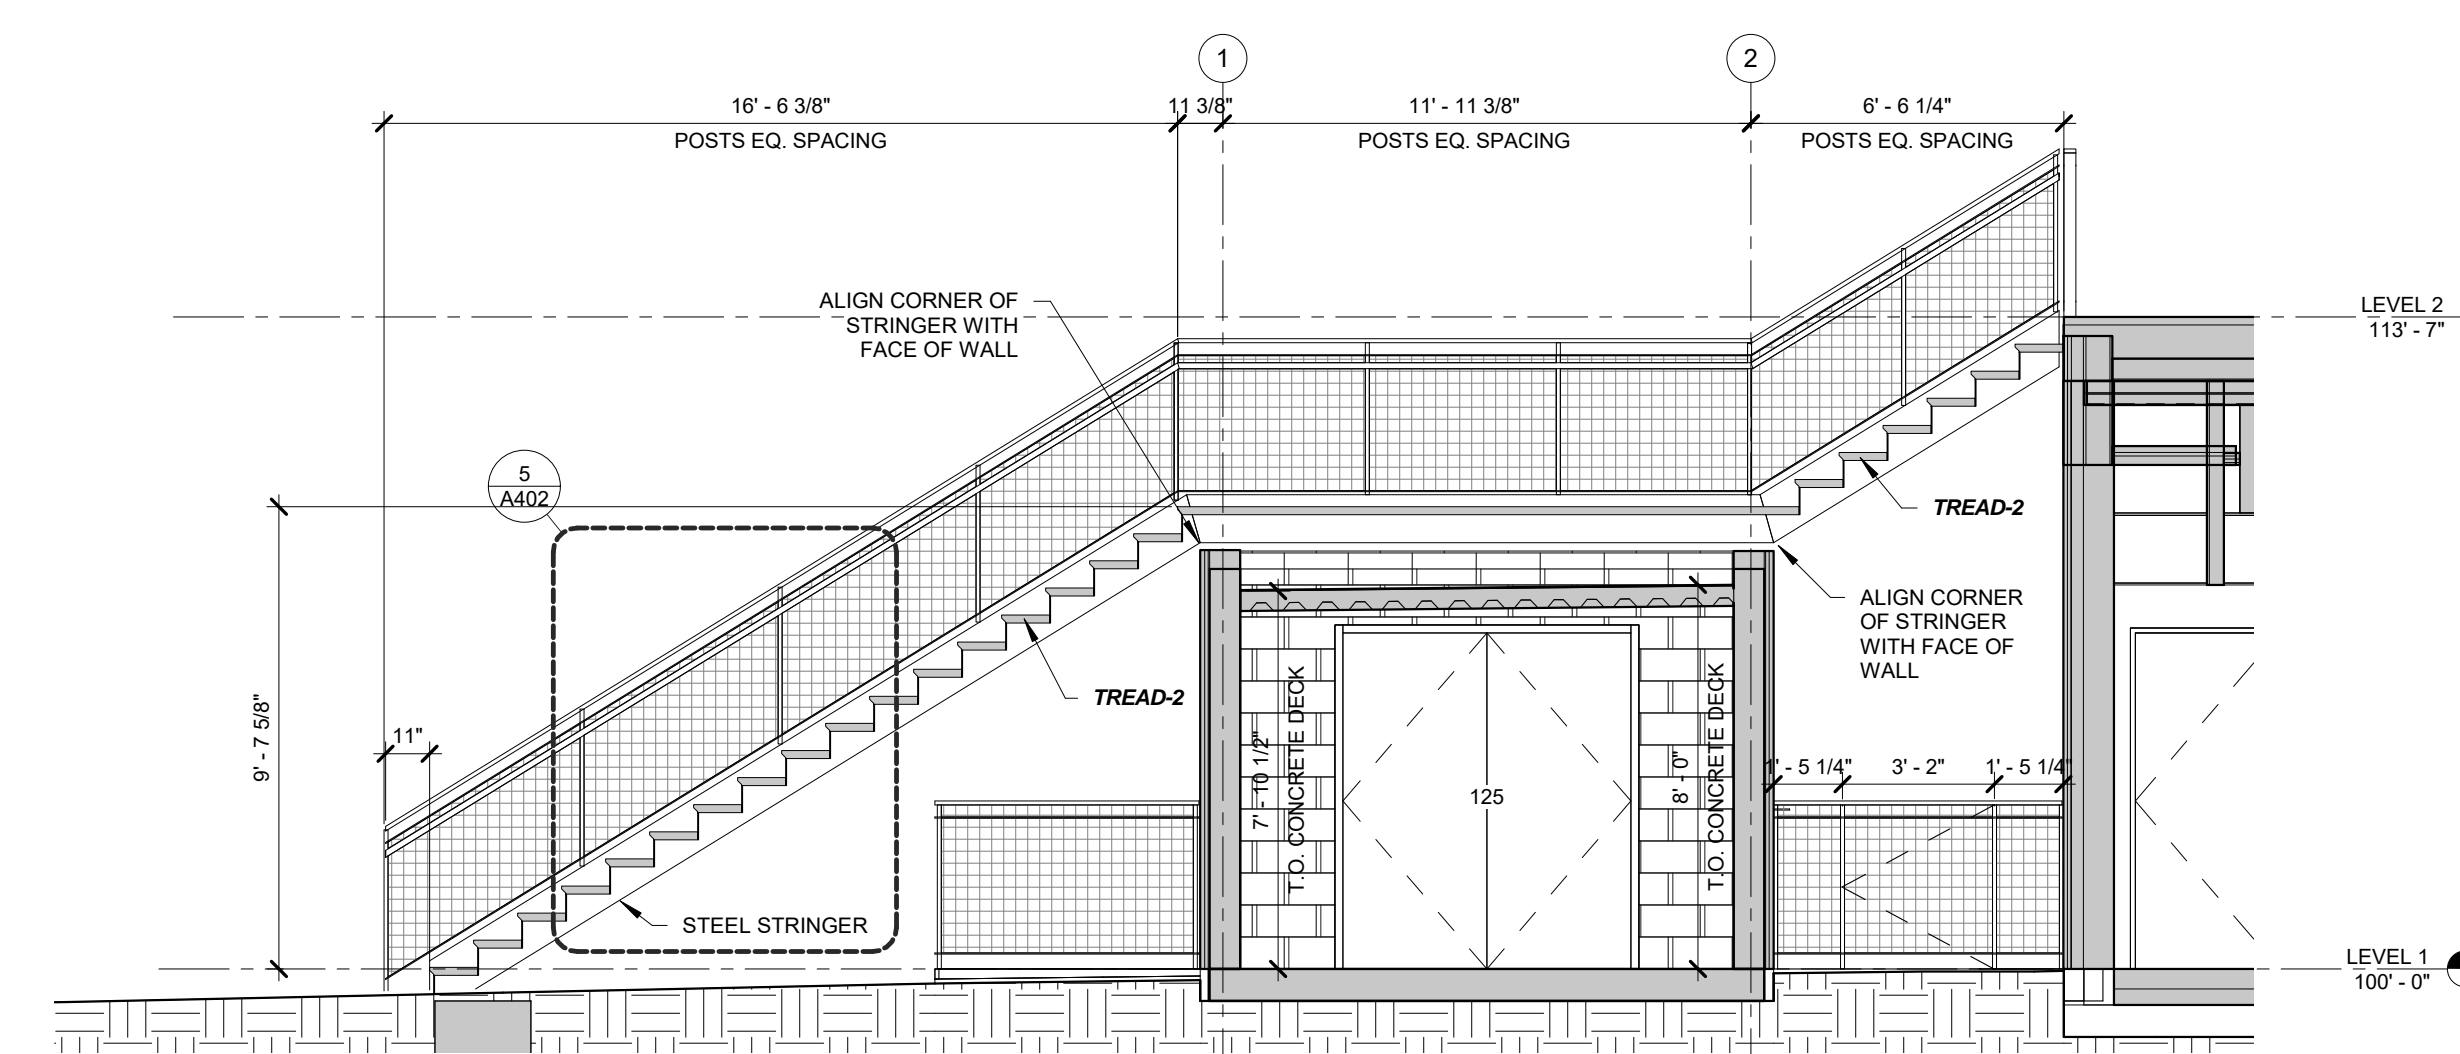 1
2
16' - 6 3/8"
11 3/8"
11' - 11 3/8"
6' - 6 1/4"
POSTS EQ. SPACING
POSTS EQ. SPACING
POSTS EQ. SPACING
ALIGN CORNER OF
STRINGER WITH
FACE OF WALL
LEVEL 2
113' - 7"
5
A402
TREAD-2
ALIGN CORNER
OF STRINGER
WITH FACE OF
WALL
TREAD-2
9' - 7 5/8"
11"
7' - 10 1/2"
T.O. CONCRETE DECK
125
8' - 0"
T.O. CONCRETE DECK
1' - 5 1/4"
3' - 2"
1' - 5 1/4"
STEEL STRINGER
LEVEL 1
100' - 0"